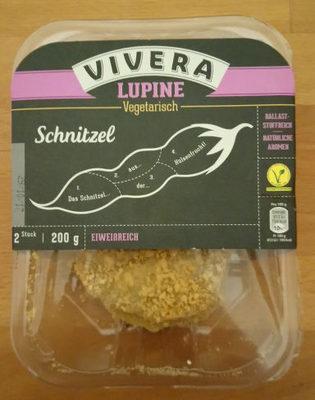 VIVERA
LUPINE
Vegetarisch
Schnitzel
BALLAST-
STOFFREICH
NATÜRLICHE
AROMEN
1.
Das Schnitzel...
2.
aus...
3.
der...
4.
Hülsenfrucht!
2 Stück
200 g
EIWEIßREICH